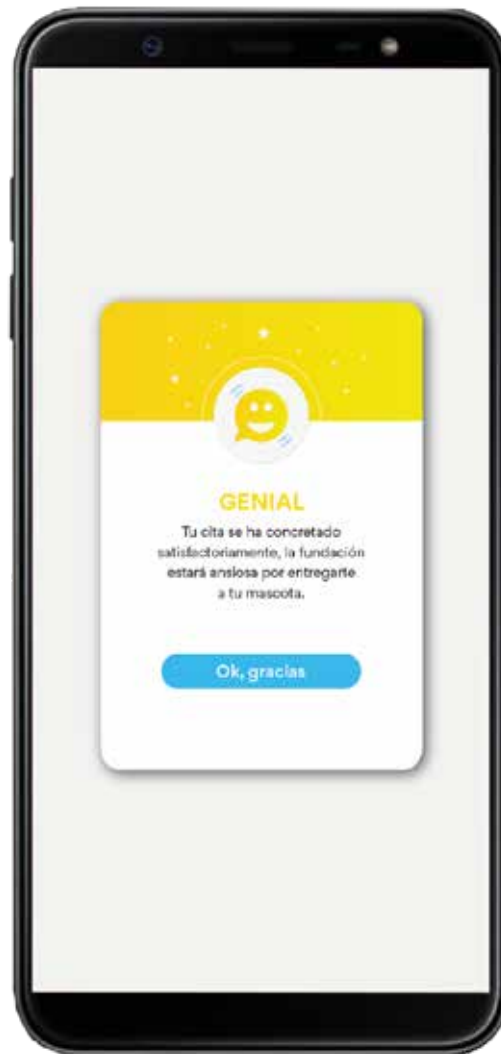 GENIAL
Tu cita se ha concretado
satisfactoriamente, la fundación
estará ansiosa por entregarte
a tu mascota.
Ok, gracias